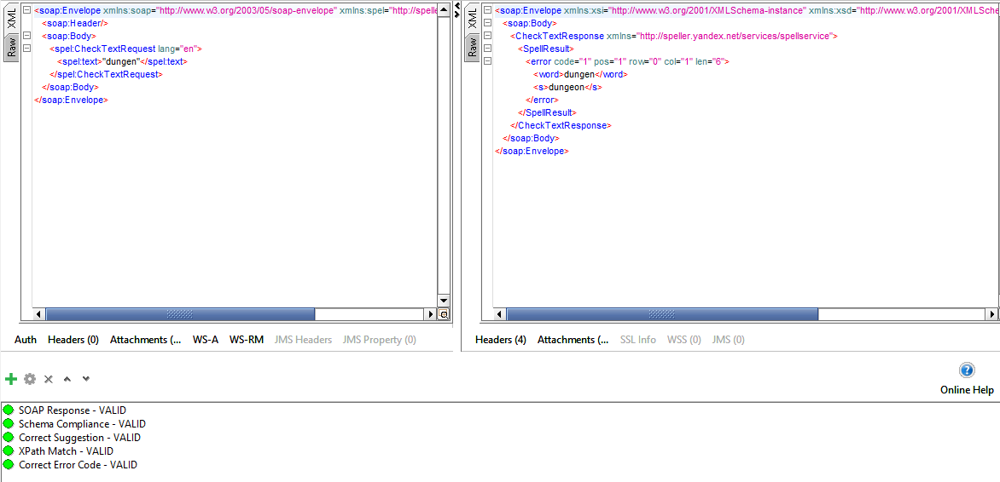 XML
Raw
<soap:Envelope xmlns:soap="http://www.w3.org/2003/05/soap-envelope" xmlns:spel="http://spelle
<soap:Header/>
<soap:Body>
<spel:CheckTextRequest lang="en">
<spel:text>"dungen"</spel:text>
</spel:CheckTextRequest>
</soap:Body>
</soap:Envelope>
Auth Headers (0) Attachments (... WS-A WS-RM JMS Headers JMS Property (0)
XML
Raw
<soap:Envelope xmlns:xsi="http://www.w3.org/2001/XMLSchema-instance" xmlns:xsd="http://www.w3.org/2001/XMLSche
<soap:Body>
<CheckTextResponse xmlns="http://speller.yandex.net/services/spellservice">
<SpellResult>
<error code="1" pos="1" row="0" col="1" len="6">
<word>dungen</word>
<s>dungeon</s>
</error>
</SpellResult>
</CheckTextResponse>
</soap:Body>
</soap:Envelope>
Headers (4) Attachments (... SSL Info WSS (0) JMS (0)
Online Help
SOAP Response - VALID
Schema Compliance - VALID
Correct Suggestion - VALID
XPath Match - VALID
Correct Error Code - VALID